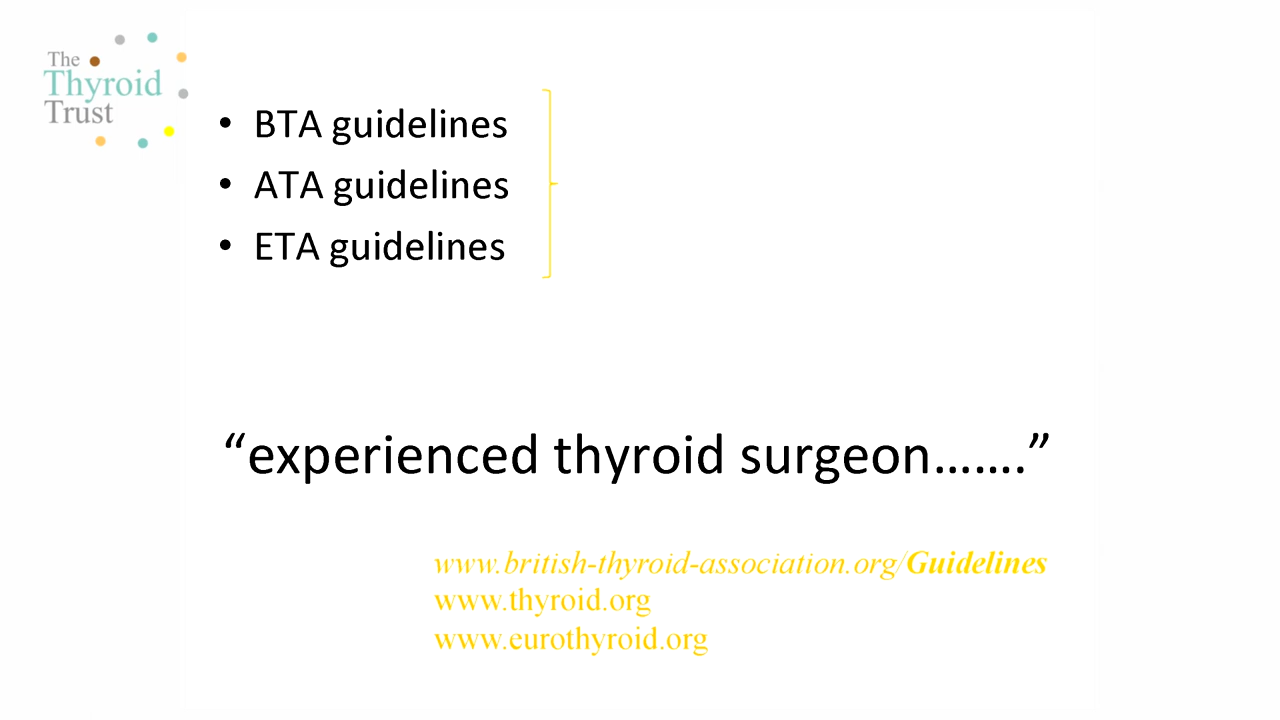 The
Thyroid
Trust
• BTA guidelines
• ATA guidelines
• ETA guidelines
“experienced thyroid surgeon…….”
www.british-thyroid-association.org/Guidelines
www.thyroid.org
www.eurothyroid.org